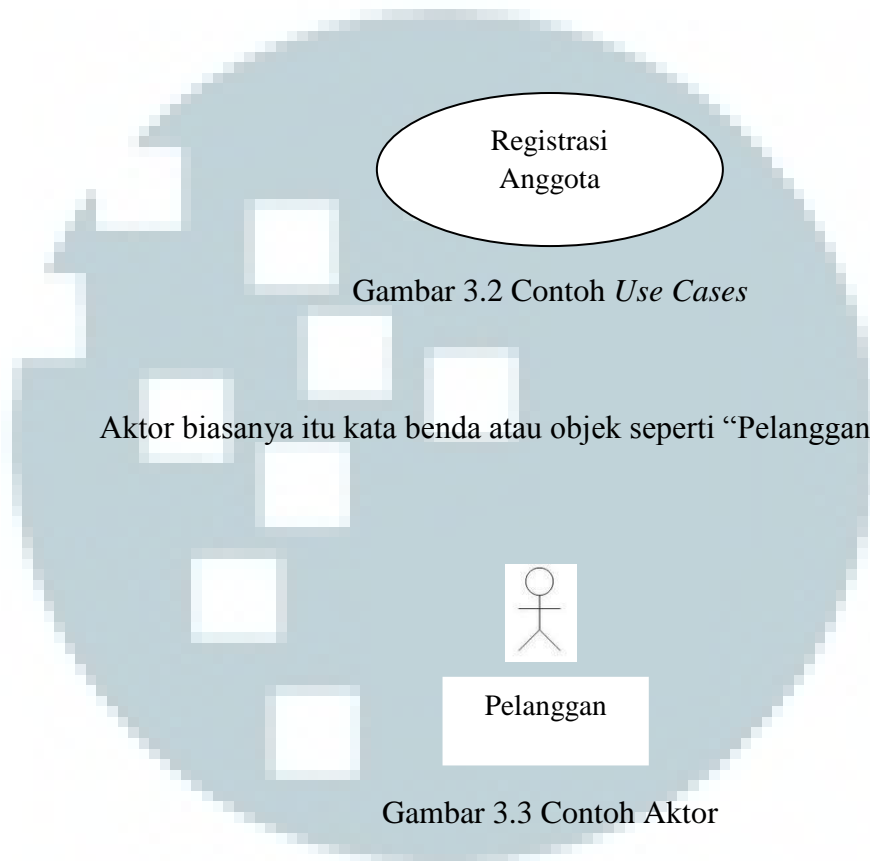 Registrasi
Anggota
Gambar 3.2 Contoh Use Cases
Aktor biasanya itu kata benda atau objek seperti “Pelanggan
Pelanggan
Gambar 3.3 Contoh Aktor